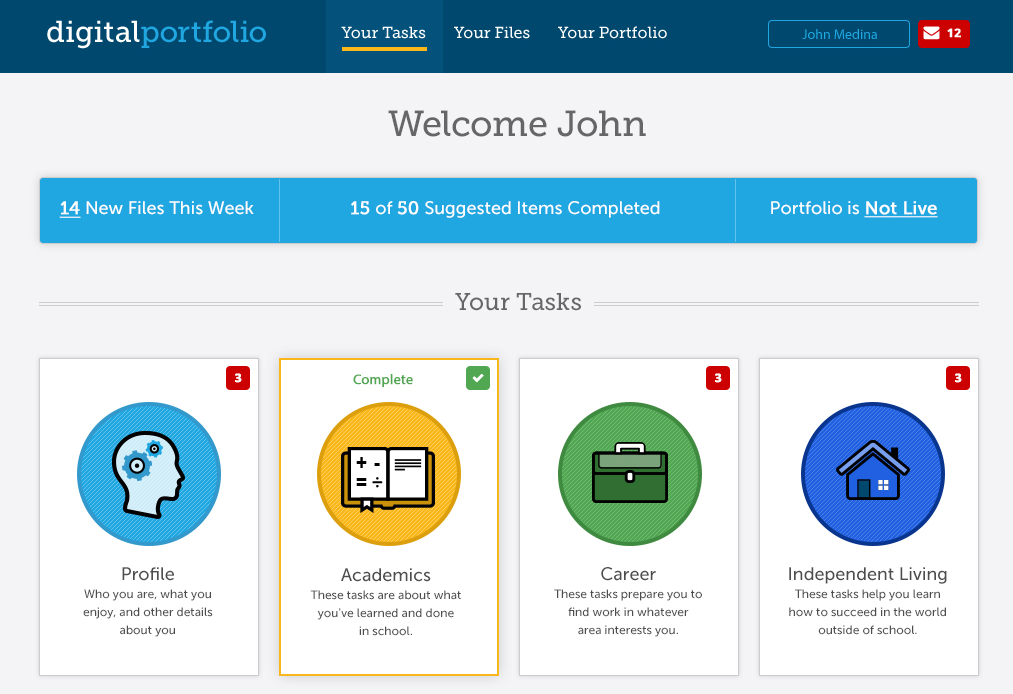 digitalportfolio
Your Tasks
Your Files
Your Portfolio
John Medina
12
Welcome John
14 New Files This Week
15 of 50 Suggested Items Completed
Portfolio is Not Live
Your Tasks
3
Profile
Who you are, what you
enjoy, and other details
about you
Complete
+ -
= ÷
Academics
These tasks are about what
you've learned and done
in school.
3
Career
These tasks prepare you to
find work in whatever
area interests you.
3
Independent Living
These tasks help you learn
how to succeed in the world
outside of school.